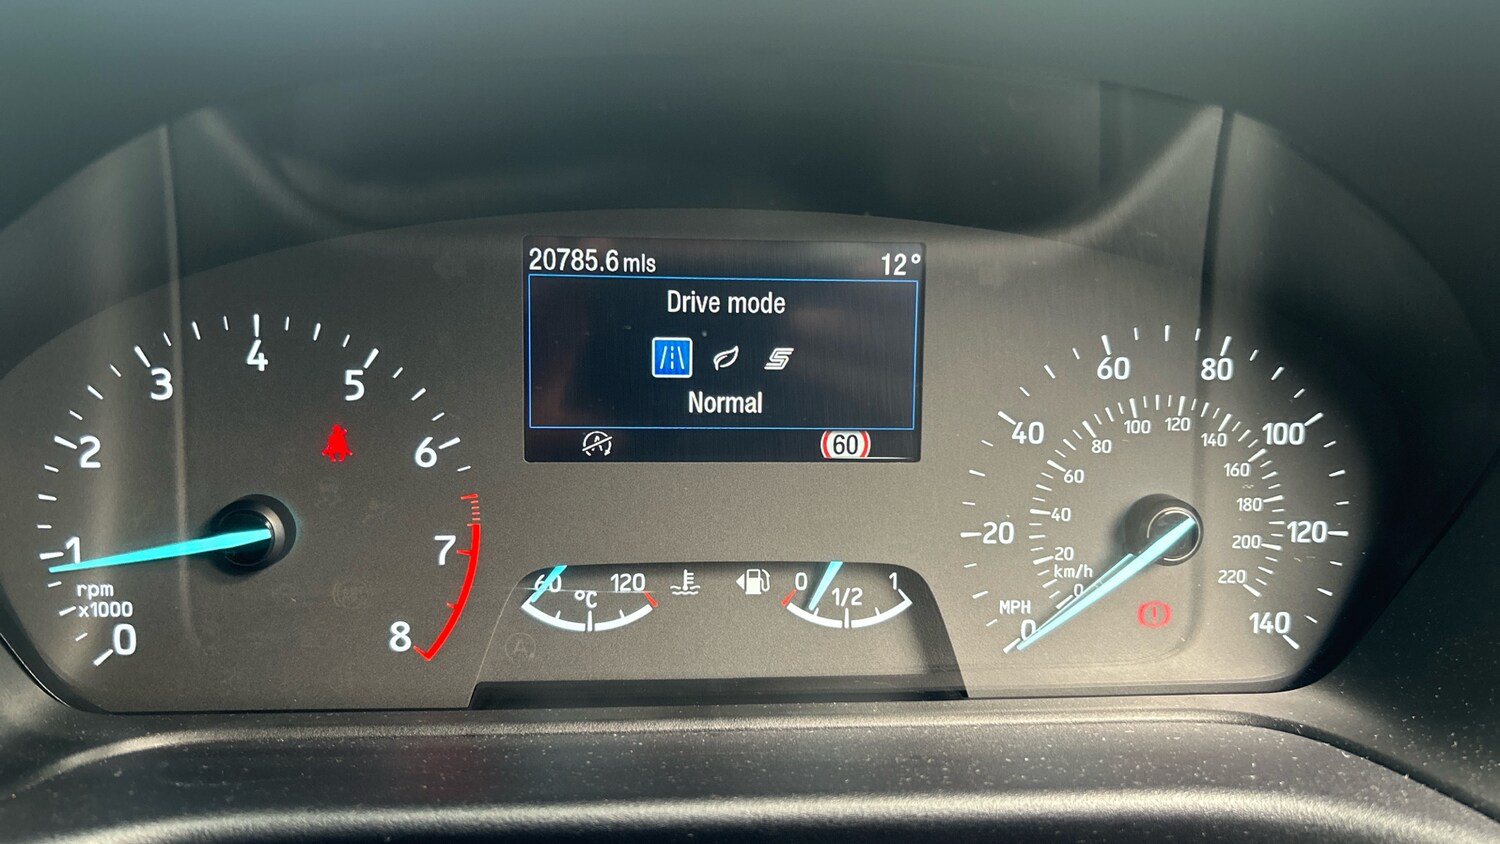 20785.6 mls 12°
Drive mode
Normal
A 60
0 1 2 3 4 5 6 7 8
rpm
x1000
60 120
°C
0 1/2 1
A
0 20 40 60 80 100 120 140
MPH
0 20 40 60 80 100 120 140 160 180 200 220
km/h